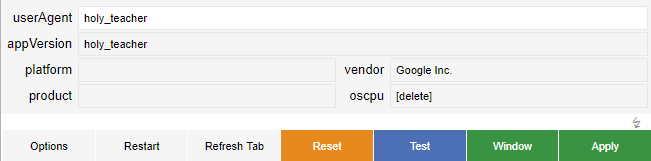 userAgent holy_teacher
appVersion holy_teacher
platform vendor Google Inc.
product oscpu [delete]
Options Restart Refresh Tab Reset Test Window Apply